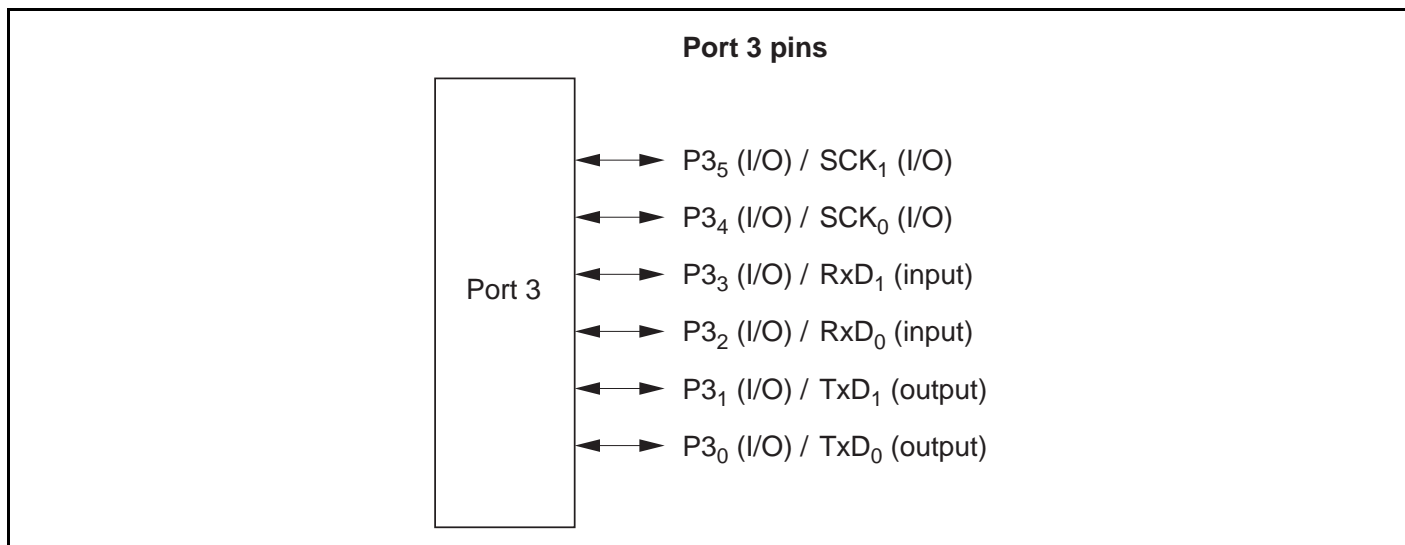 Port 3 pins
P3₅ (I/O) / SCK₁ (I/O)
P3₄ (I/O) / SCK₀ (I/O)
P3₃ (I/O) / RxD₁ (input)
Port 3
P3₂ (I/O) / RxD₀ (input)
P3₁ (I/O) / TxD₁ (output)
P3₀ (I/O) / TxD₀ (output)